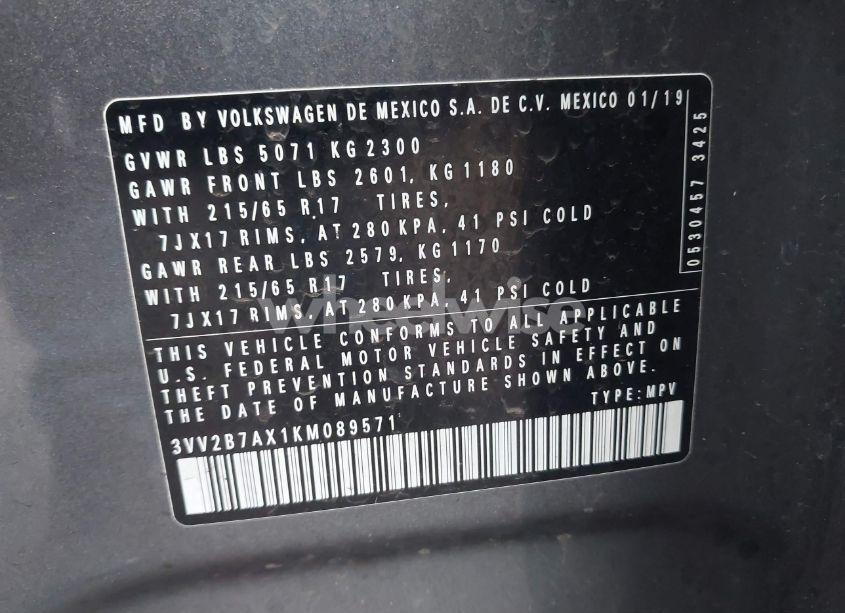 MFD BY VOLKSWAGEN DE MEXICO S.A. DE C.V. MEXICO 01/19
GVWR LBS 5071 KG 2300
GAWR FRONT LBS 2601, KG 1180
WITH 215/65 R.17 TIRES,
7JX17 RIMS, AT 280 KPA, 41 PSI COLD
GAWR REAR LBS 2579, KG 1170
WITH 215/65 R17 TIRES,
7JX17 RIMS, AT 280 KPA, 41 PSI COLD
THIS VEHICLE CONFORMS TO ALL APPLICABLE
U.S. FEDERAL MOTOR VEHICLE SAFETY AND
THEFT PREVENTION STANDARDS IN EFFECT ON
THE DATE OF MANUFACTURE SHOWN ABOVE.
TYPE: MPV
3VV2B7AX1KM089571
0530457 3425
wheelwise